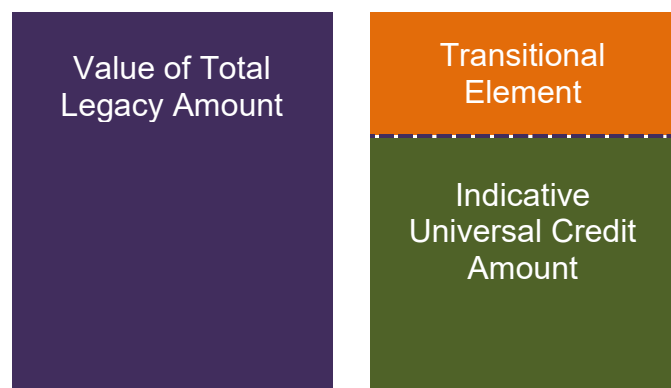 Value of Total
Legacy Amount
Transitional
Element
Indicative
Universal Credit
Amount